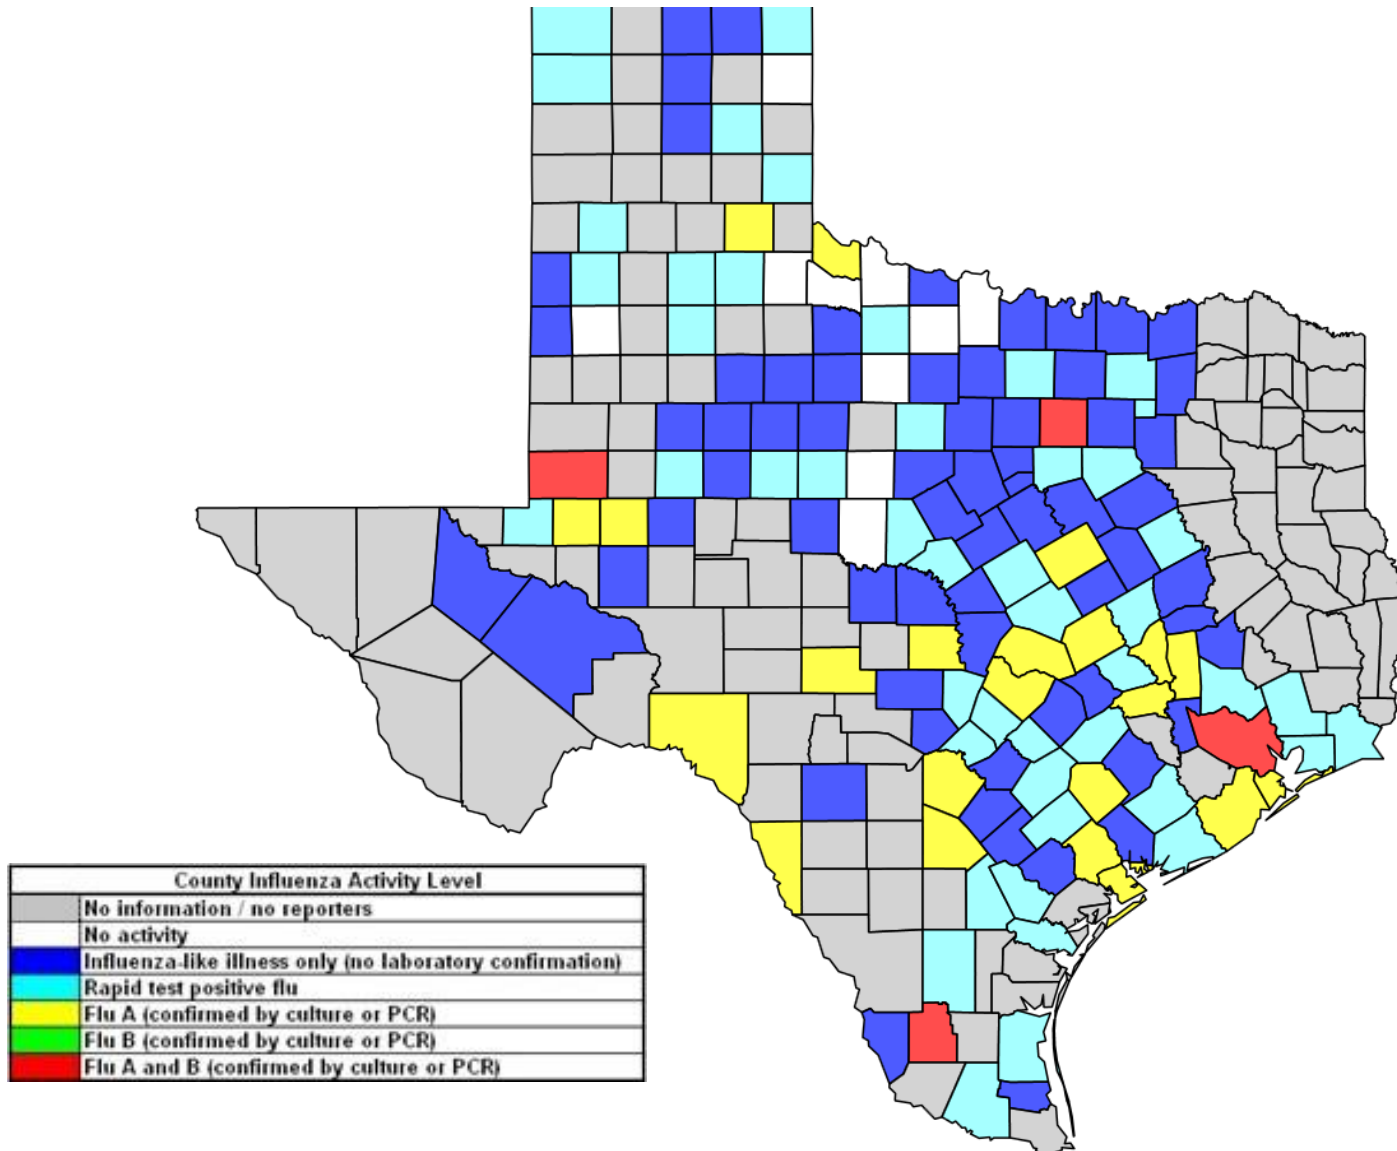 County Influenza Activity Level
No information / no reporters
No activity
Influenza-like illness only (no laboratory confirmation)
Rapid test positive flu
Flu A (confirmed by culture or PCR)
Flu B (confirmed by culture or PCR)
Flu A and B (confirmed by culture or PCR)